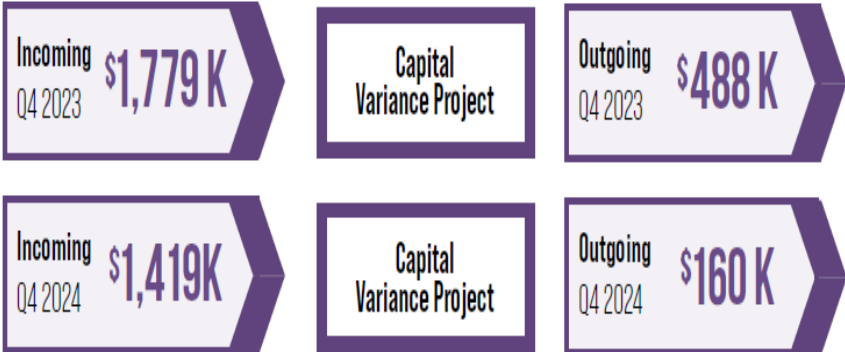 Incoming
Q4 2023
$1,779 K
Capital
Variance Project
Outgoing
Q4 2023
$488 K
Incoming
Q4 2024
$1,419K
Capital
Variance Project
Outgoing
Q4 2024
$160 K